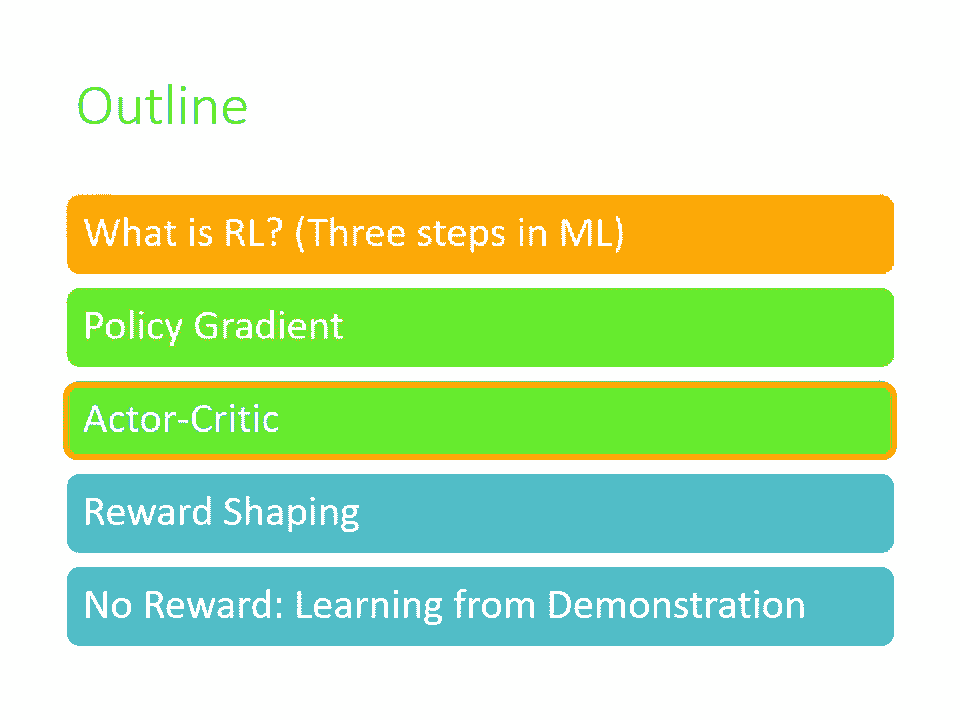 Outline
What is RL? (Three steps in ML)
Policy Gradient
Actor-Critic
Reward Shaping
No Reward: Learning from Demonstration